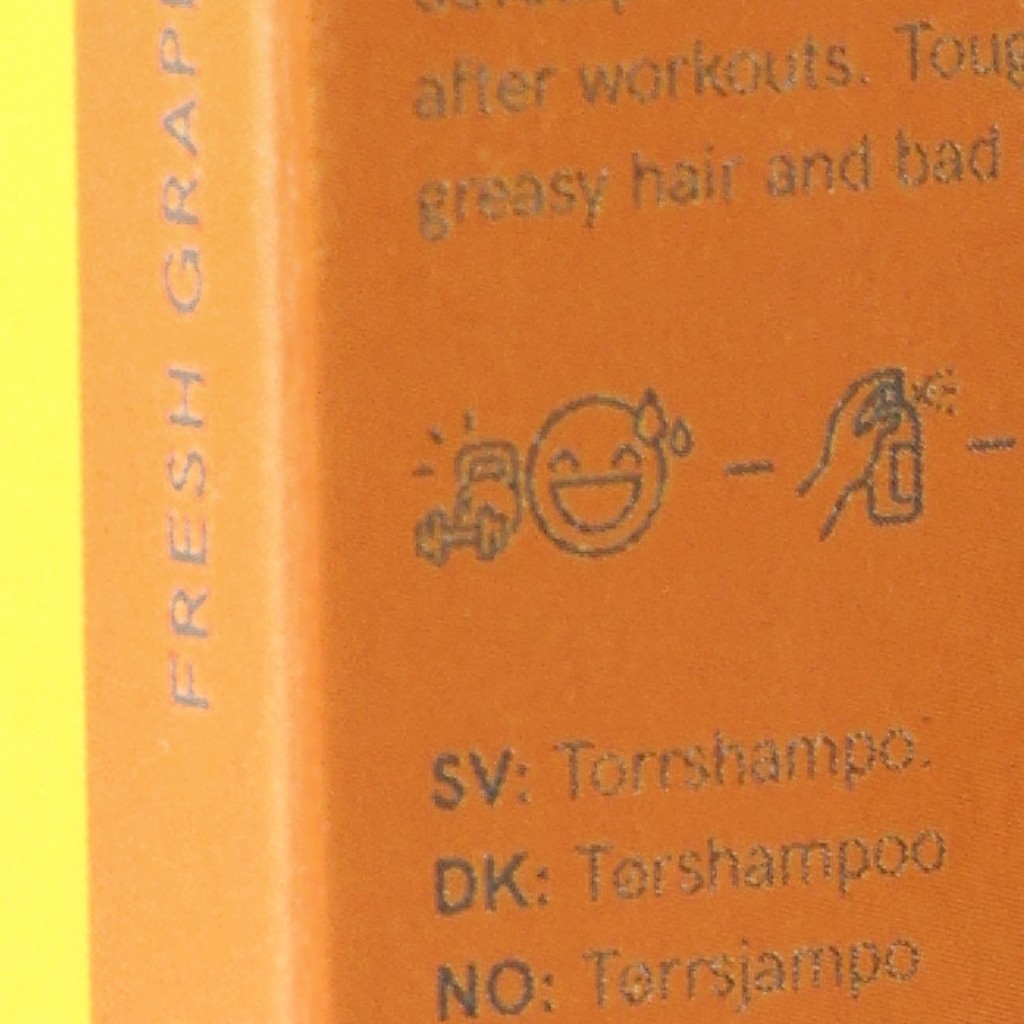 FRESH GRAP
after workouts. Toug
greasy hair and bad
SV: Torrshampo.
DK: Tørshampoo
NO: Tørrsjampo